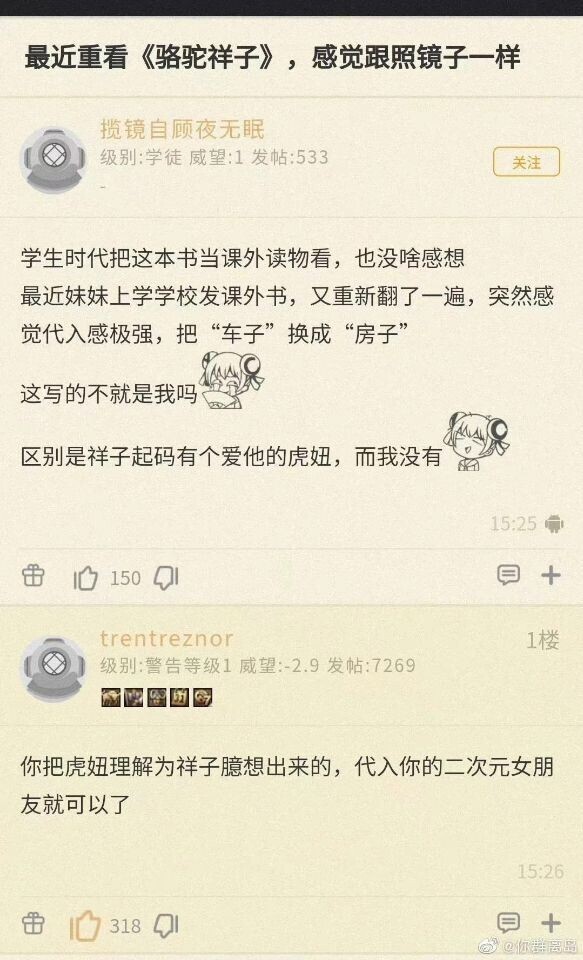 最近重看《骆驼祥子》，感觉跟照镜子一样
揽镜自顾夜无眠
级别:学徒 威望:1 发帖:533
-
关注
学生时代把这本书当课外读物看，也没啥感想
最近妹妹上学学校发课外书，又重新翻了一遍，突然感
觉代入感极强，把“车子”换成“房子”
这写的不就是我吗
区别是祥子起码有个爱他的虎妞，而我没有
15:25
150
trentreznor
1楼
级别:警告等级1 威望:-2.9 发帖:7269
你把虎妞理解为祥子臆想出来的，代入你的二次元女朋
友就可以了
15:26
318
@你群离岛